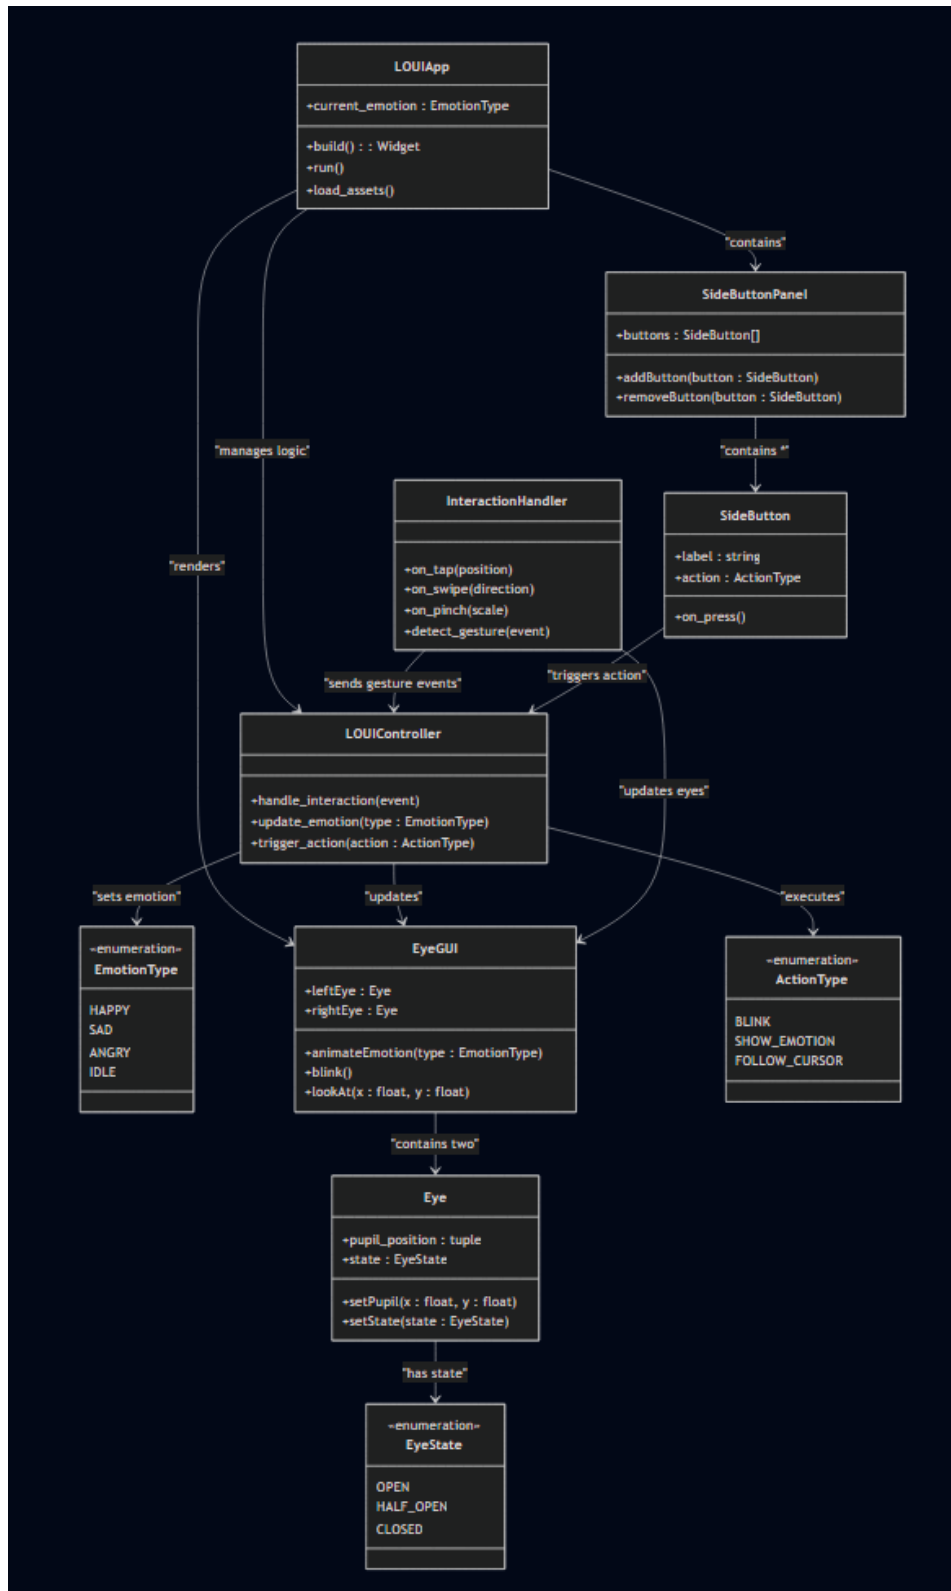 LOUIApp
+current_emotion : EmotionType
+build() : : Widget
+run()
+load_assets()
"contains"
SideButtonPanel
+buttons : SideButton[]
+addButton(button : SideButton)
+removeButton(button : SideButton)
"manages logic"
"contains *"
InteractionHandler
+on_tap(position)
+on_swipe(direction)
+on_pinch(scale)
+detect_gesture(event)
SideButton
+label : string
+action : ActionType
+on_press()
"renders"
"sends gesture events"
"triggers action"
LOUIController
+handle_interaction(event)
+update_emotion(type : EmotionType)
+trigger_action(action : ActionType)
"updates eyes"
"sets emotion"
"updates"
"executes"
«enumeration»
EmotionType
HAPPY
SAD
ANGRY
IDLE
EyeGUI
+leftEye : Eye
+rightEye : Eye
+animateEmotion(type : EmotionType)
+blink()
+lookAt(x : float, y : float)
«enumeration»
ActionType
BLINK
SHOW_EMOTION
FOLLOW_CURSOR
"contains two"
Eye
+pupil_position : tuple
+state : EyeState
+setPupil(x : float, y : float)
+setState(state : EyeState)
"has state"
«enumeration»
EyeState
OPEN
HALF_OPEN
CLOSED